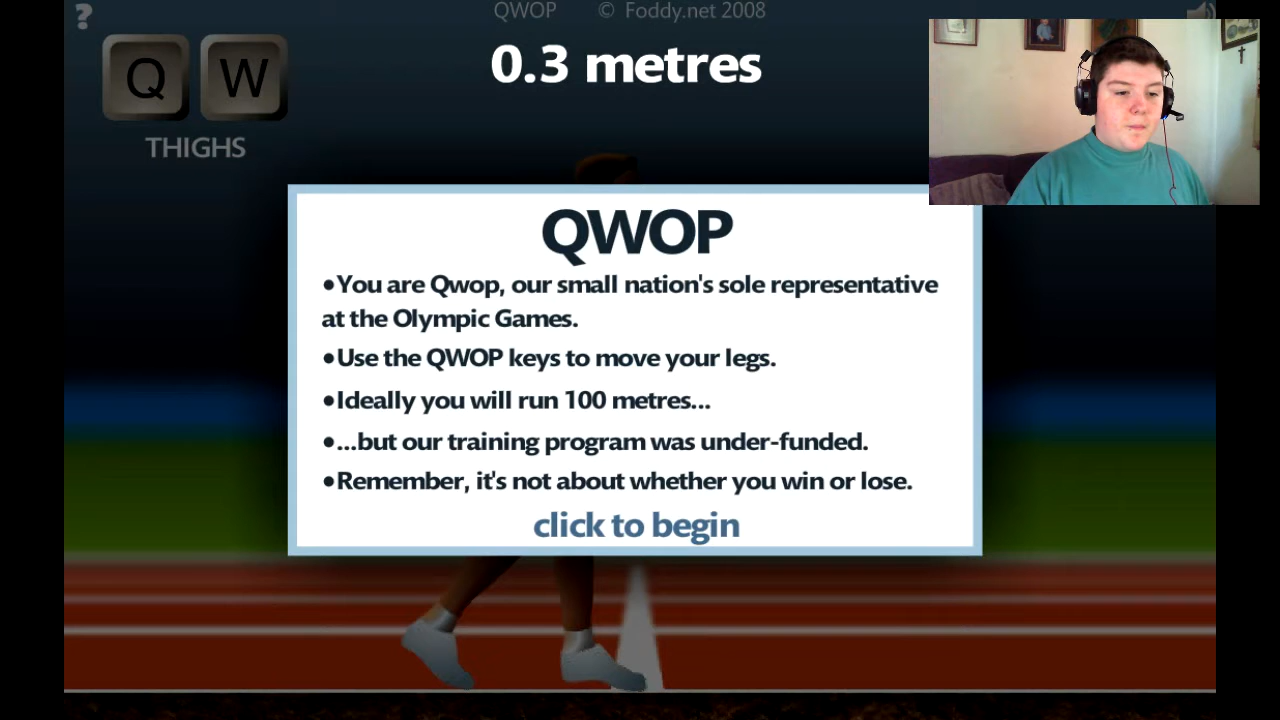 QWOP © Foddy.net 2008
?
Q W
THIGHS
0.3 metres
QWOP
•You are Qwop, our small nation's sole representative
at the Olympic Games.
•Use the QWOP keys to move your legs.
•Ideally you will run 100 metres...
•...but our training program was under-funded.
•Remember, it's not about whether you win or lose.
click to begin